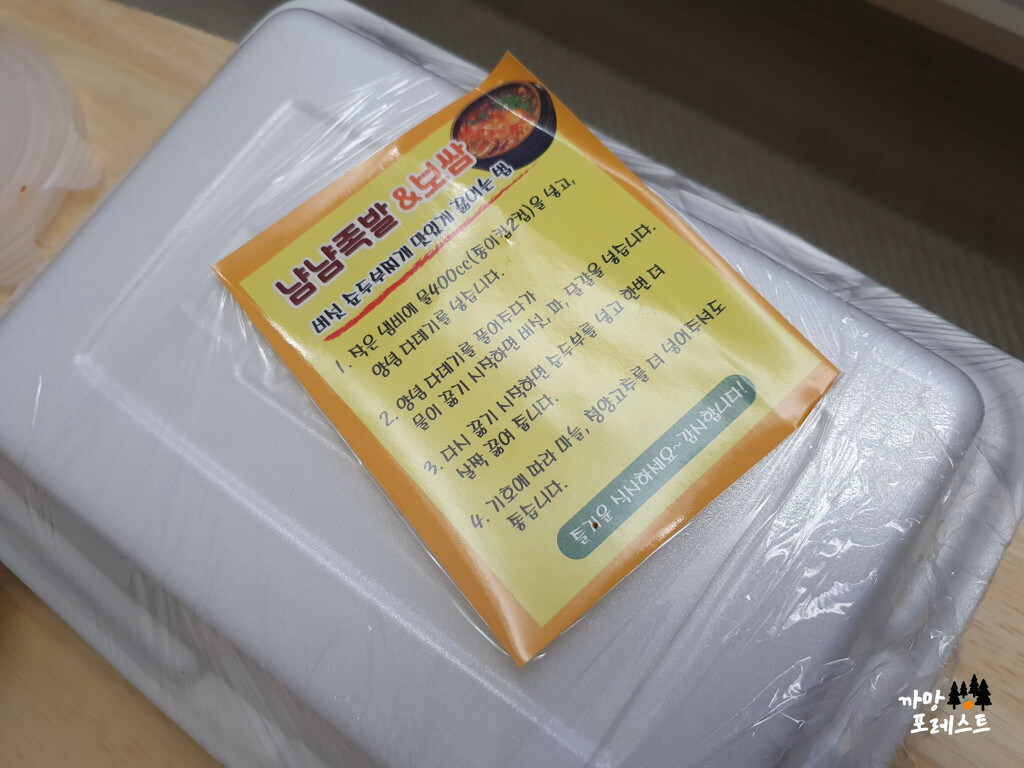 냠냠족발&보쌈
버섯 순두부찌개 맛있게 끓이는 법
1. 작은 냄비에 물400cc(종이컵2컵)을 넣고,
양념 다데기를 넣습니다.
2. 양념 다데기를 풀어두다가
물이 끓기 시작하면 버섯, 파, 달걀을 넣습니다.
3. 다시 끓기 시작하면 순두부를 넣고 한번 더
살짝 끓여 줍니다.
4. 기호에 따라 마늘, 청양고추를 더 넣어주셔도
좋습니다.
즐거운 식사하세요~감사합니다!
까망
포레스트